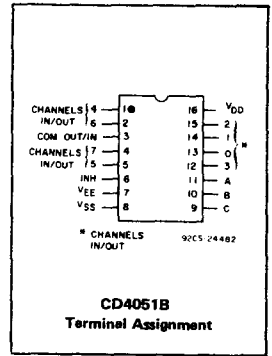 CHANNELS IN/OUT { 4 1 16 VDD
6 2 15 2
COM OUT/IN 3 14 1 *
CHANNELS IN/OUT { 7 4 13 0
5 5 12 3
INH 6 11 A
VEE 7 10 B
VSS 8 9 C
* CHANNELS IN/OUT
92CS-24482
CD4051B
Terminal Assignment